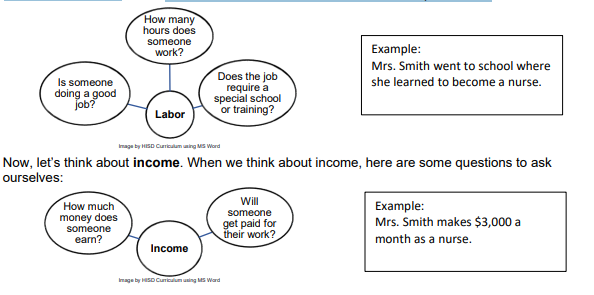 How many
hours does
someone
work?
Is someone
doing a good
job?
Does the job
require a
special school
or training?
Labor
Example:
Mrs. Smith went to school where
she learned to become a nurse.
Image by HISD Curriculum using MS Word
Now, let's think about income. When we think about income, here are some questions to ask
ourselves:
How much
money does
someone
earn?
Will
someone
get paid for
their work?
Income
Example:
Mrs. Smith makes $3,000 a
month as a nurse.
Image by HISD Curriculum using MS Word